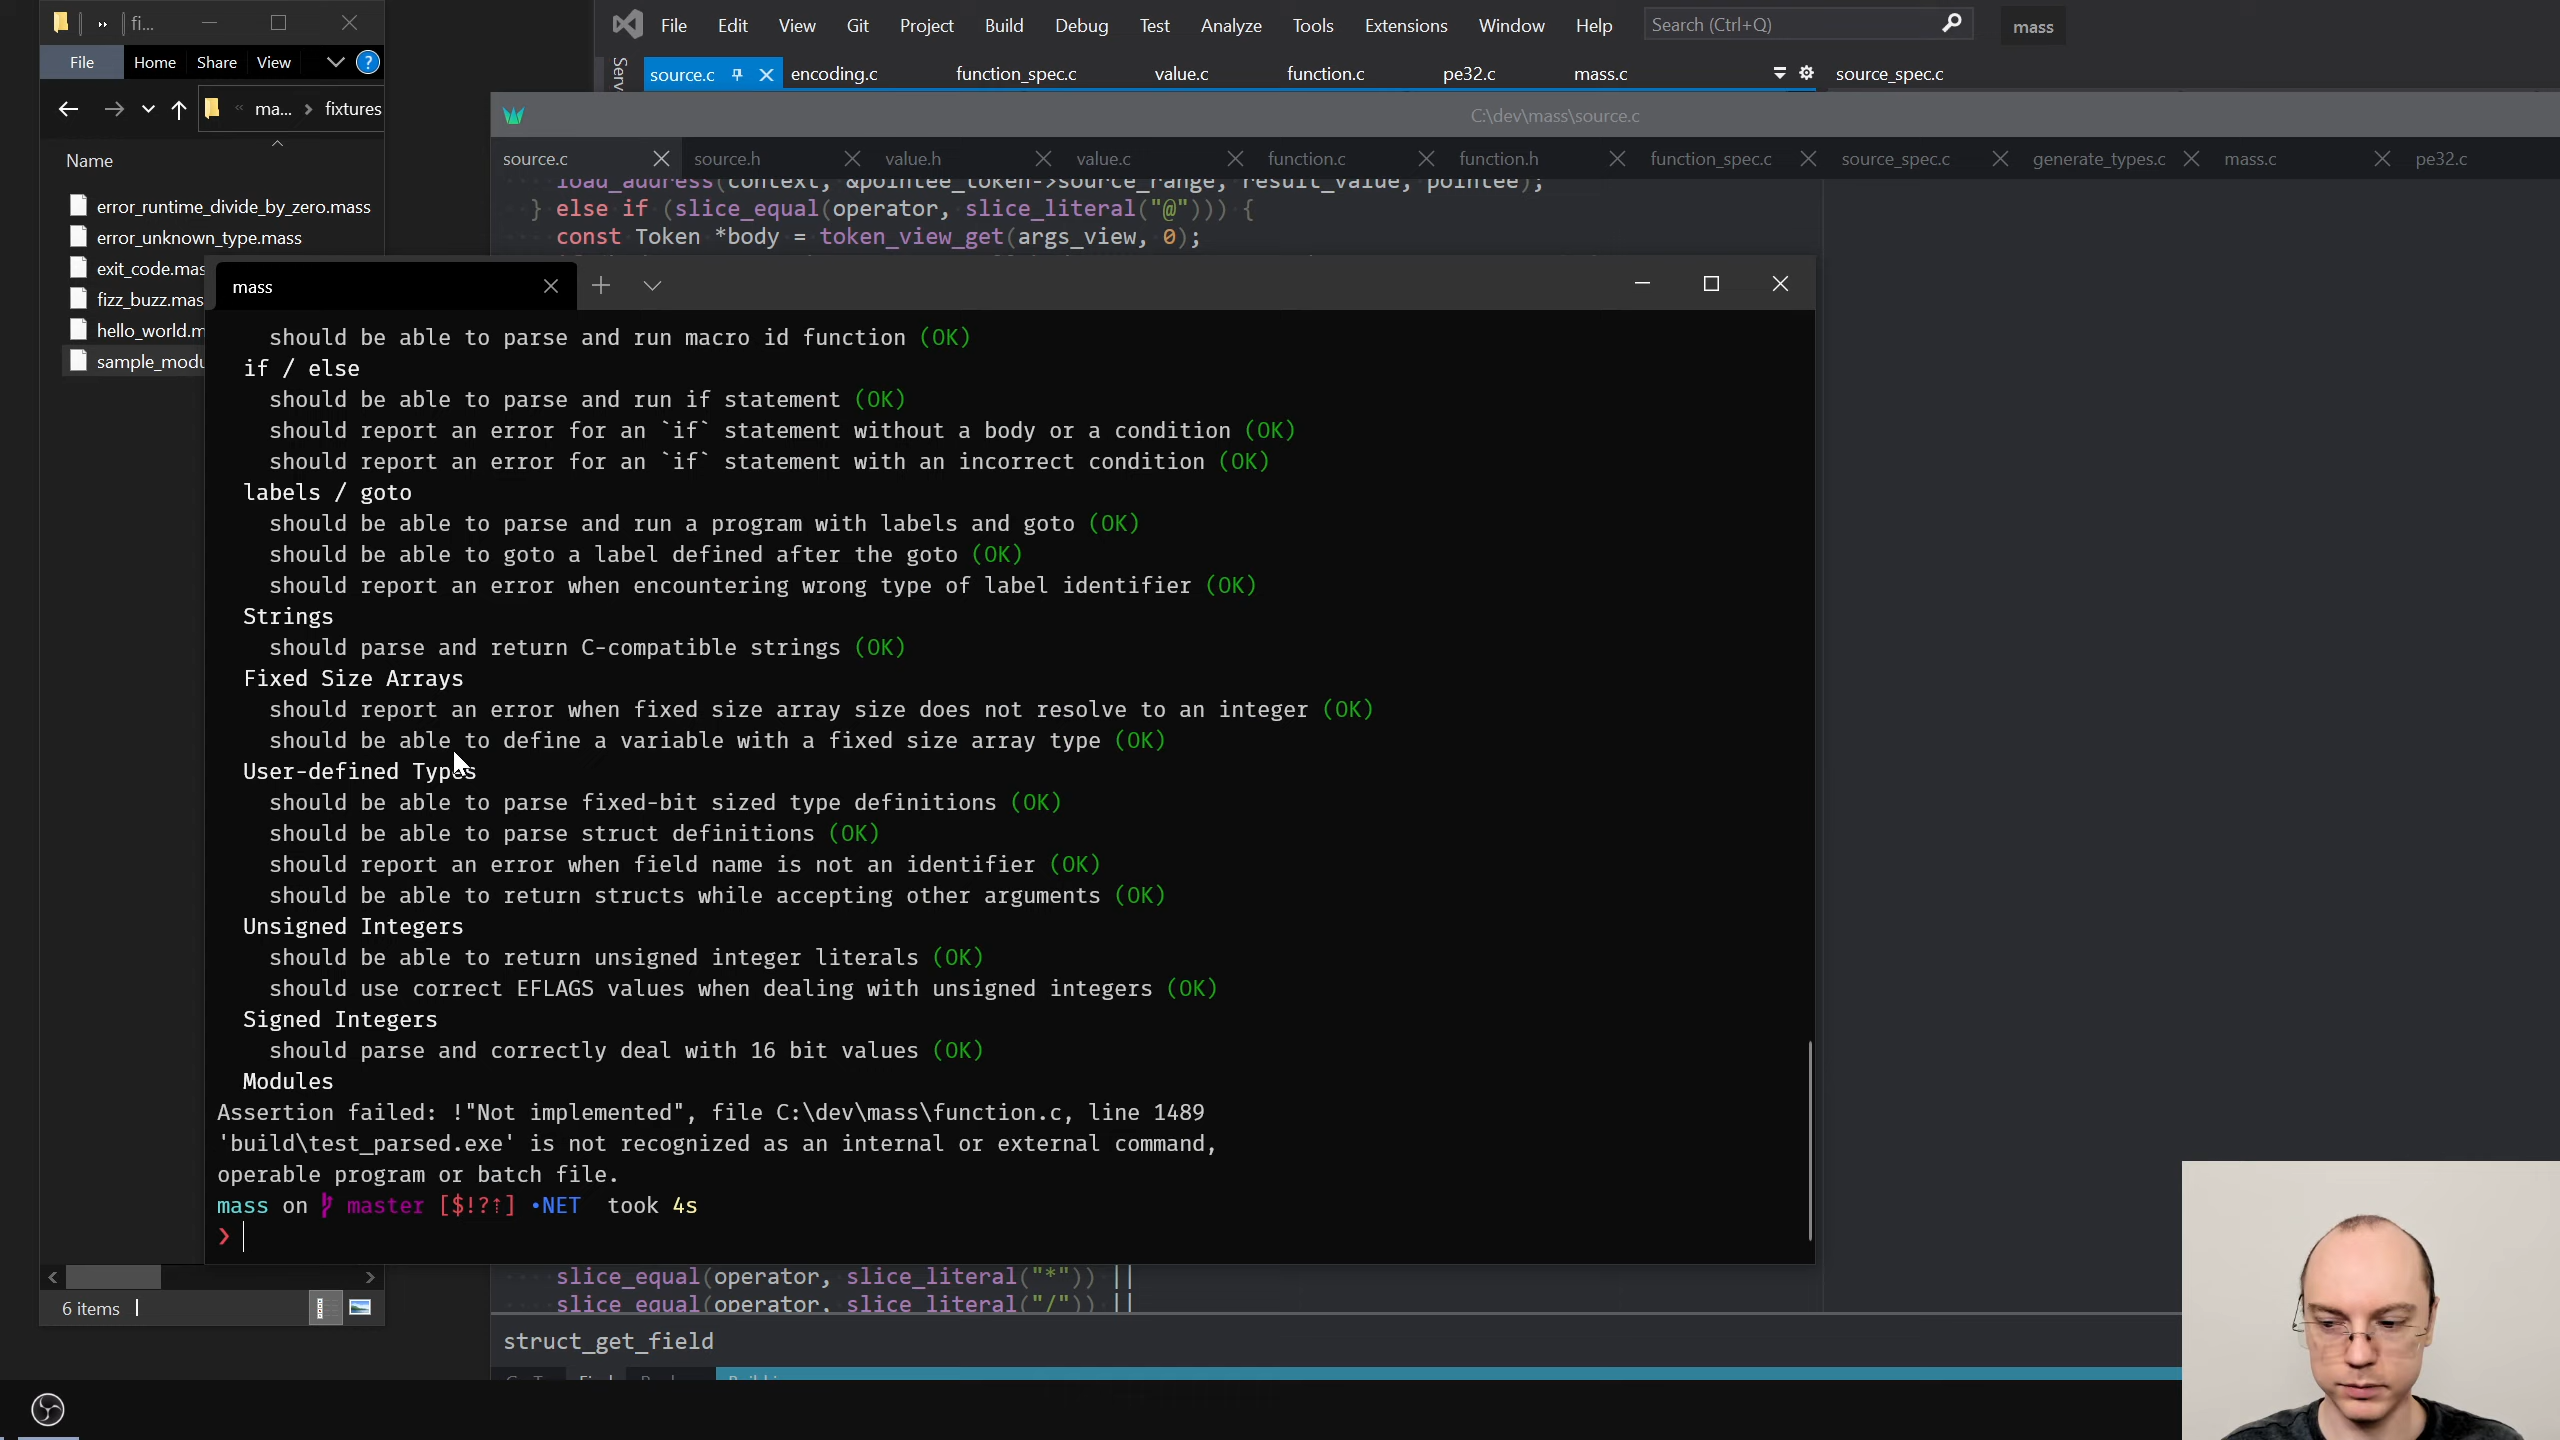 fi...
File Home Share View
ma... fixtures
Name
error_runtime_divide_by_zero.mass
error_unknown_type.mass
exit_code.mas
fizz_buzz.mas
hello_world.m
sample_modu
6 items
File Edit View Git Project Build Debug Test Analyze Tools Extensions Window Help Search (Ctrl+Q) mass
source.c encoding.c function_spec.c value.c function.c pe32.c mass.c source_spec.c
Serv
C:\dev\mass\source.c
source.c source.h value.h value.c function.c function.h function_spec.c source_spec.c generate_types.c mass.c pe32.c
load_address(context, &pointee_token->source_range, result_value, pointee);
} else if (slice_equal(operator, slice_literal("@"))) {
const Token *body = token_view_get(args_view, 0);
mass
should be able to parse and run macro id function (OK)
if / else
should be able to parse and run if statement (OK)
should report an error for an `if` statement without a body or a condition (OK)
should report an error for an `if` statement with an incorrect condition (OK)
labels / goto
should be able to parse and run a program with labels and goto (OK)
should be able to goto a label defined after the goto (OK)
should report an error when encountering wrong type of label identifier (OK)
Strings
should parse and return C-compatible strings (OK)
Fixed Size Arrays
should report an error when fixed size array size does not resolve to an integer (OK)
should be able to define a variable with a fixed size array type (OK)
User-defined Types
should be able to parse fixed-bit sized type definitions (OK)
should be able to parse struct definitions (OK)
should report an error when field name is not an identifier (OK)
should be able to return structs while accepting other arguments (OK)
Unsigned Integers
should be able to return unsigned integer literals (OK)
should use correct EFLAGS values when dealing with unsigned integers (OK)
Signed Integers
should parse and correctly deal with 16 bit values (OK)
Modules
Assertion failed: !"Not implemented", file C:\dev\mass\function.c, line 1489
'build\test_parsed.exe' is not recognized as an internal or external command,
operable program or batch file.
mass on master [$!?⇡] •NET took 4s
❯
slice_equal(operator, slice_literal("*")) ||
slice_equal(operator, slice_literal("/")) ||
struct_get_field